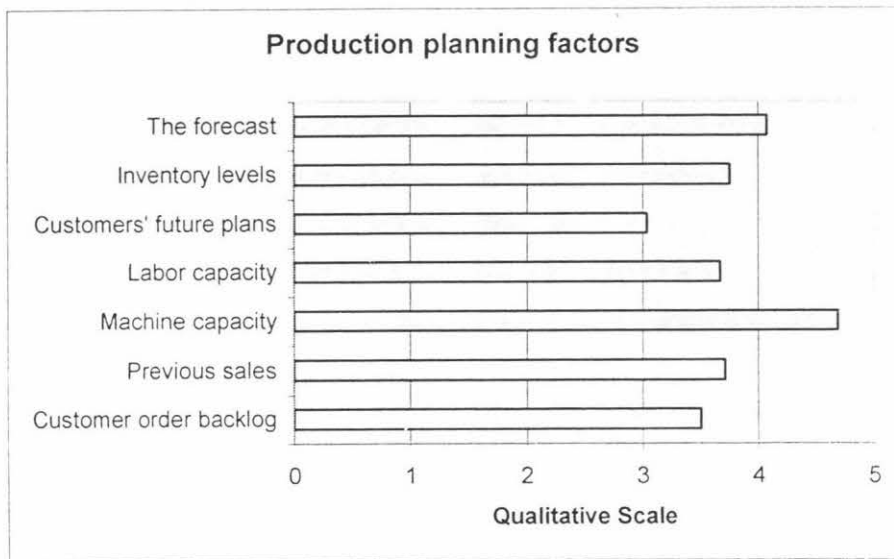 Production planning factors
The forecast
Inventory levels
Customers' future plans
Labor capacity
Machine capacity
Previous sales
Customer order backlog
0 1 2 3 4 5
Qualitative Scale